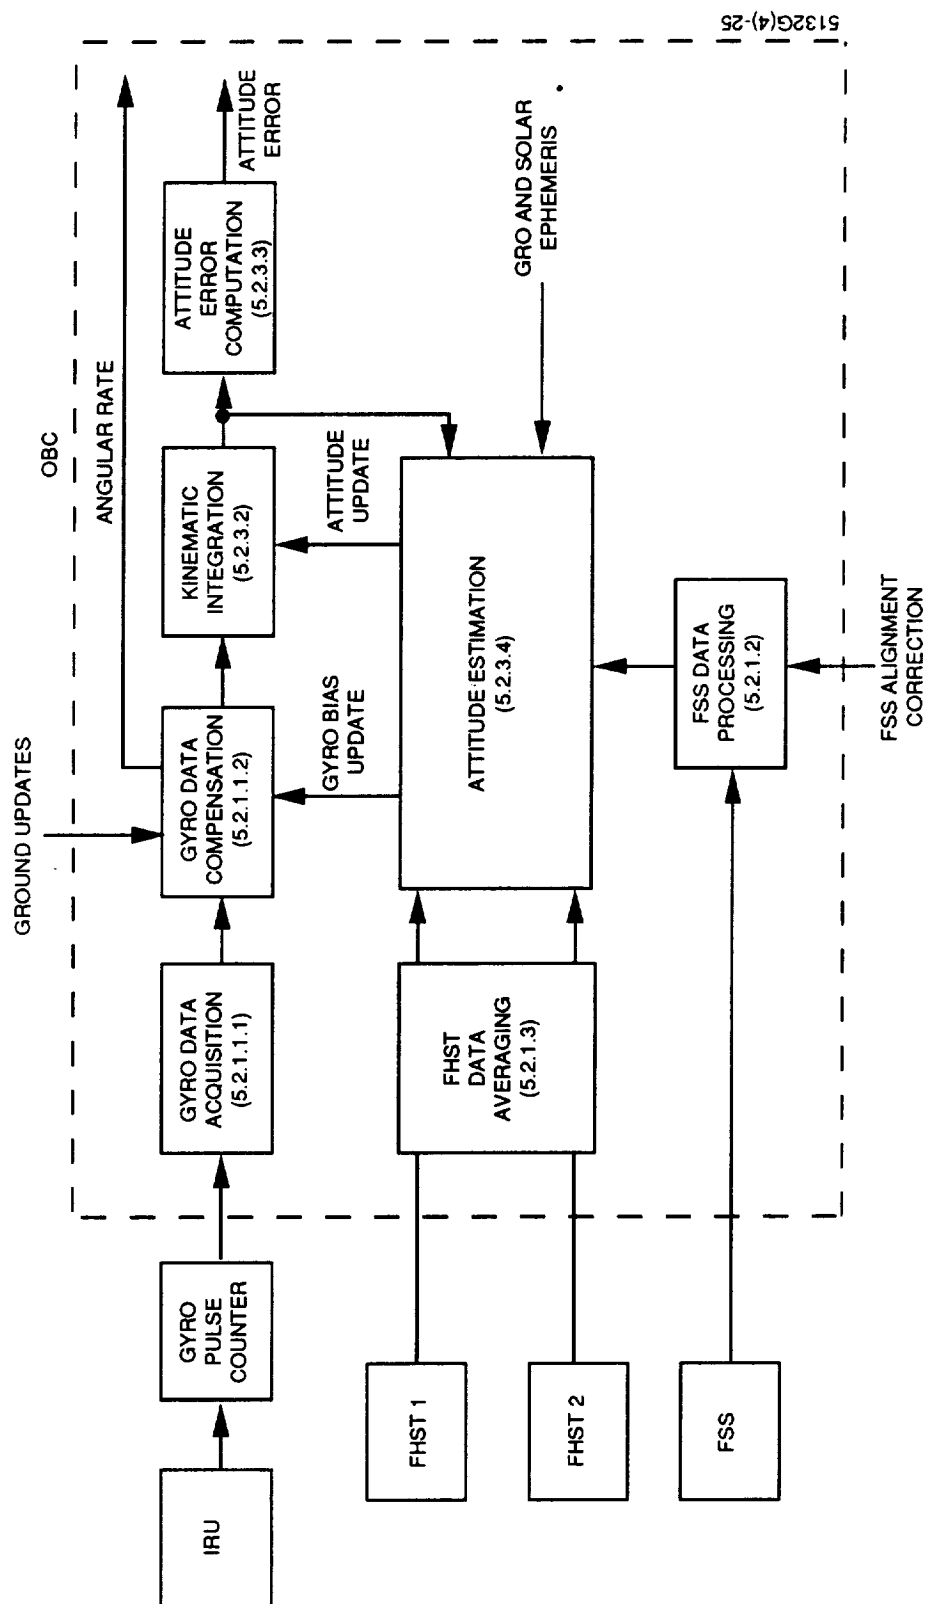 GROUND UPDATES
OBC
ANGULAR RATE
IRU
GYRO
PULSE
COUNTER
GYRO DATA
ACQUISITION
(5.2.1.1.1)
GYRO DATA
COMPENSATION
(5.2.1.1.2)
KINEMATIC
INTEGRATION
(5.2.3.2)
ATTITUDE
ERROR
COMPUTATION
(5.2.3.3)
ATTITUDE
ERROR
GYRO BIAS
UPDATE
ATTITUDE
UPDATE
FHST 1
FHST 2
FHST
DATA
AVERAGING
(5.2.1.3)
ATTITUDE ESTIMATION
(5.2.3.4)
GRO AND SOLAR
EPHEMERIS
FSS
FSS DATA
PROCESSING
(5.2.1.2)
FSS ALIGNMENT
CORRECTION
5132G(4)-25